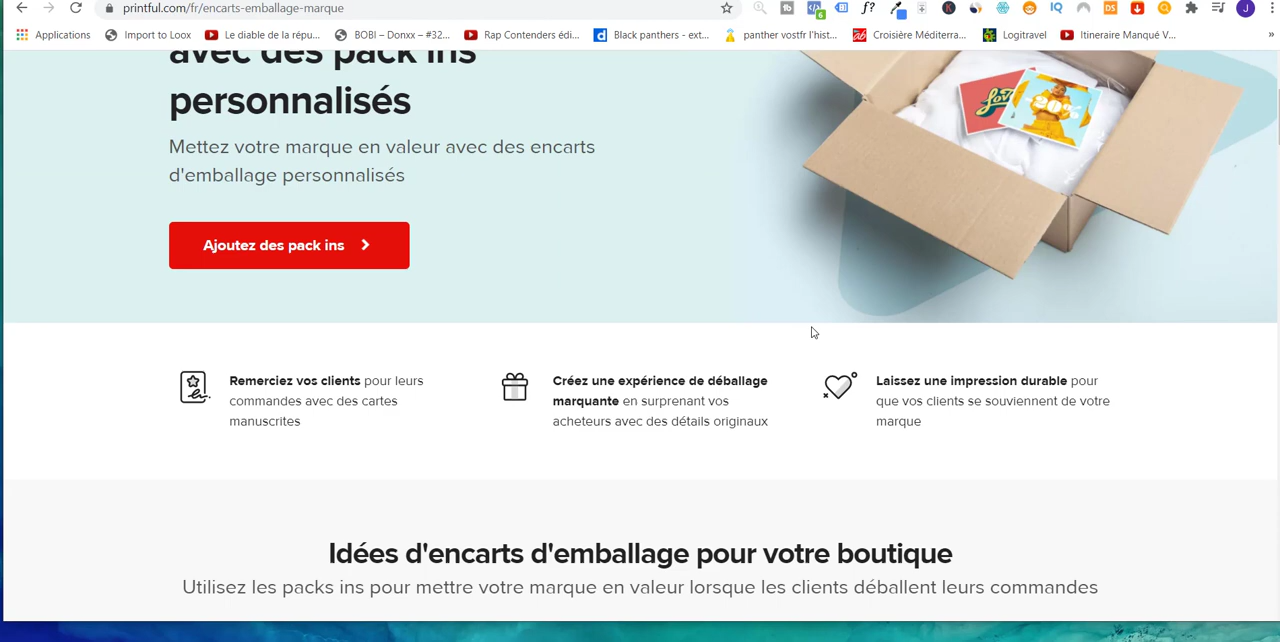 printful.com/fr/encarts-emballage-marque
Applications
Import to Loox
Le diable de la répu...
BOBI – Donxx – #32...
Rap Contenders édi...
Black panthers - ext...
panther vostfr l'hist...
Croisière Méditerra...
Logitravel
Itineraire Manqué V...
»
avec des pack ins
personnalisés
Mettez votre marque en valeur avec des encarts
d'emballage personnalisés
Ajoutez des pack ins
Love
20%
Remerciez vos clients pour leurs
commandes avec des cartes
manuscrites
Créez une expérience de déballage
marquante en surprenant vos
acheteurs avec des détails originaux
Laissez une impression durable pour
que vos clients se souviennent de votre
marque
Idées d'encarts d'emballage pour votre boutique
Utilisez les packs ins pour mettre votre marque en valeur lorsque les clients déballent leurs commandes